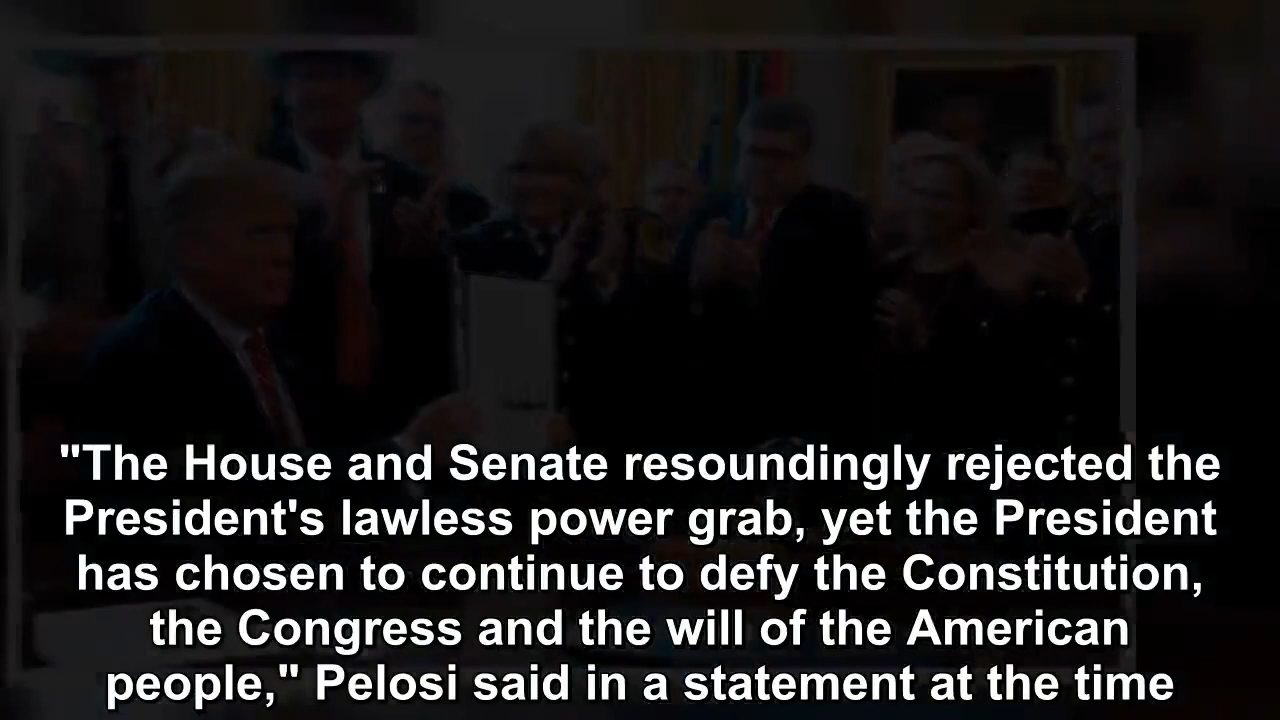 "The House and Senate resoundingly rejected the
President's lawless power grab, yet the President
has chosen to continue to defy the Constitution,
the Congress and the will of the American
people," Pelosi said in a statement at the time